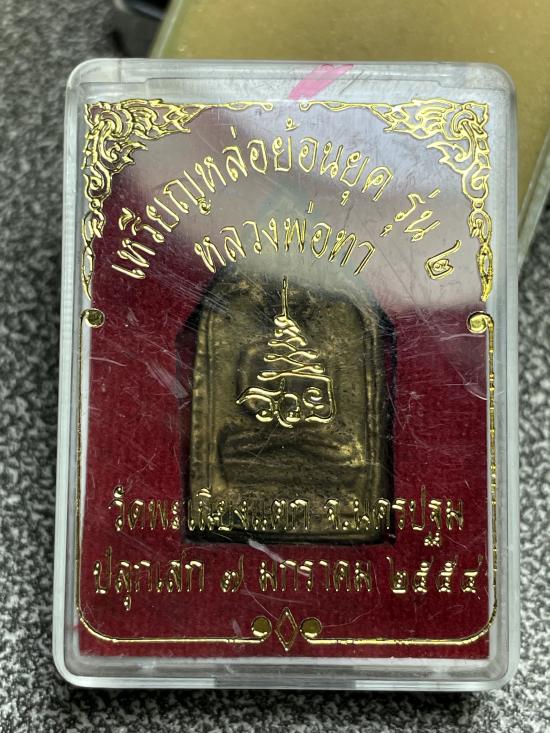 เหรียญหล่อย้อนยุค รุ่น ๒
หลวงพ่อทา
วัดพะเนียงแตก จ.นครปฐม
ปลุกเสก ๗ มกราคม ๒๕๕๔